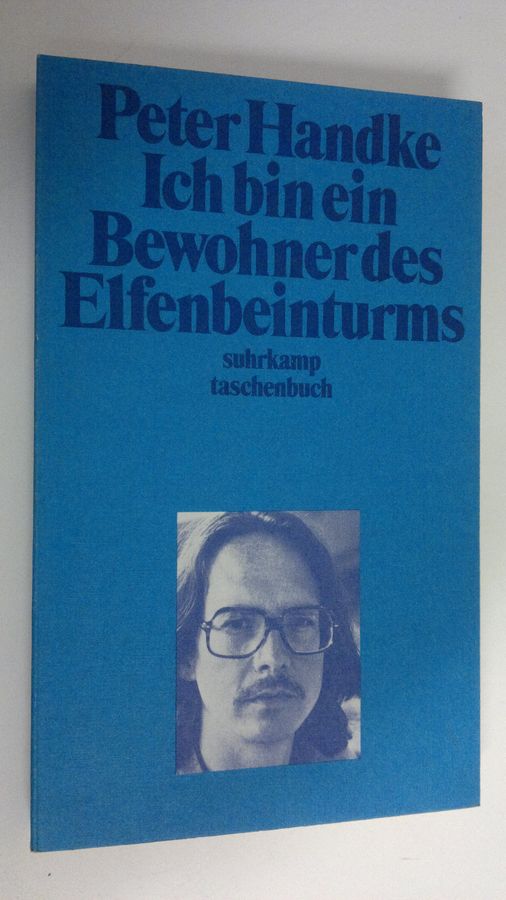 Peter Handke
Ich bin ein
Bewohner des
Elfenbeinturms
suhrkamp
taschenbuch